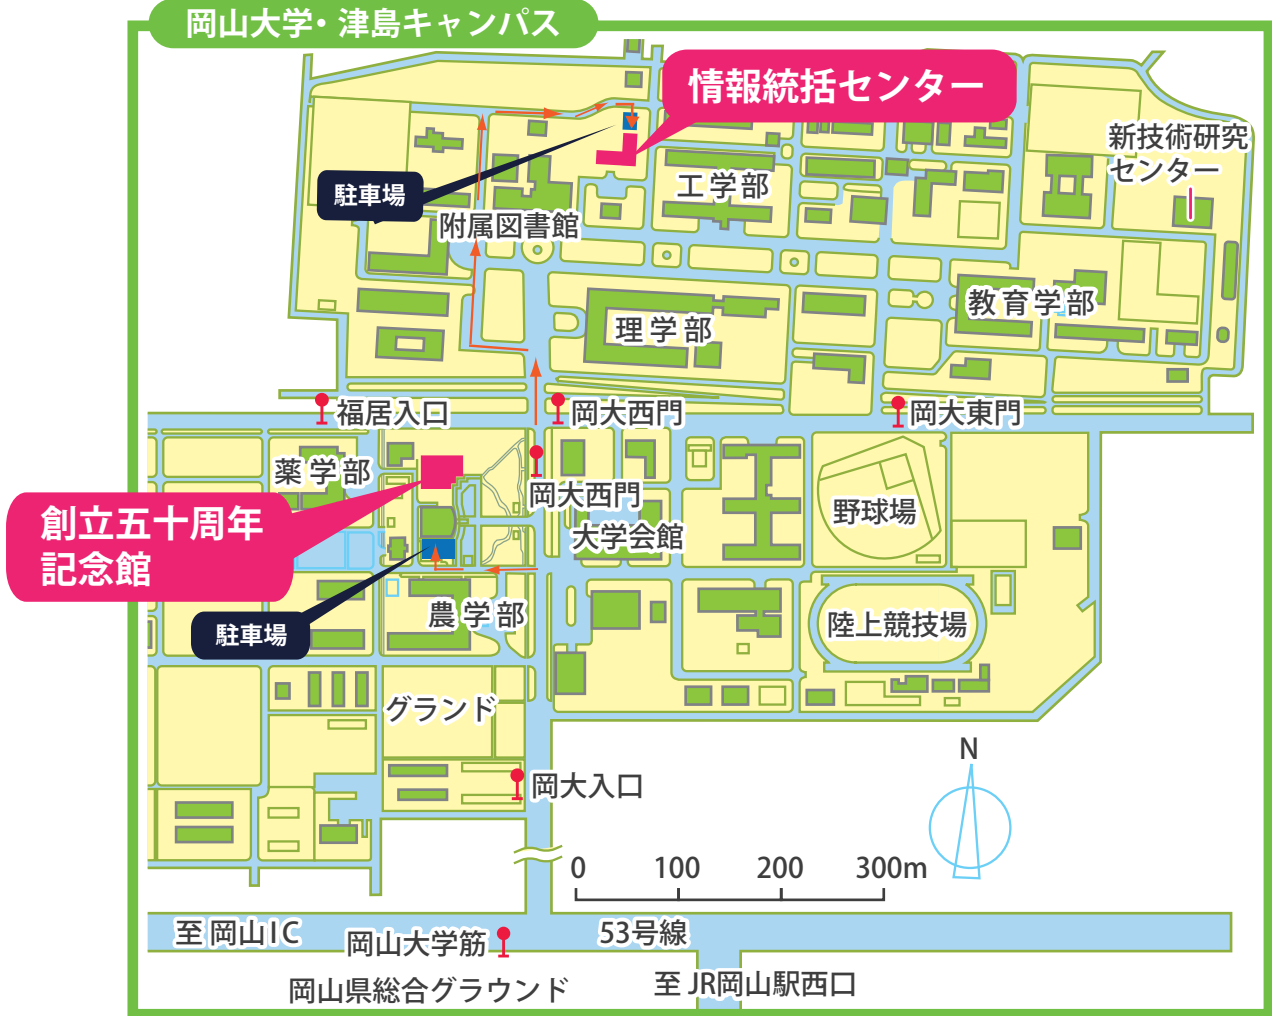 岡山大学・津島キャンパス
情報統括センター
新技術研究
センター
駐車場
工学部
附属図書館
教育学部
理学部
福居入口
岡大西門
岡大東門
薬学部
岡大西門
創立五十周年
記念館
野球場
大学会館
駐車場
農学部
陸上競技場
グランド
N
岡大入口
0 100 200 300m
至 岡山IC
岡山大学筋
53号線
岡山県総合グラウンド
至 JR岡山駅西口